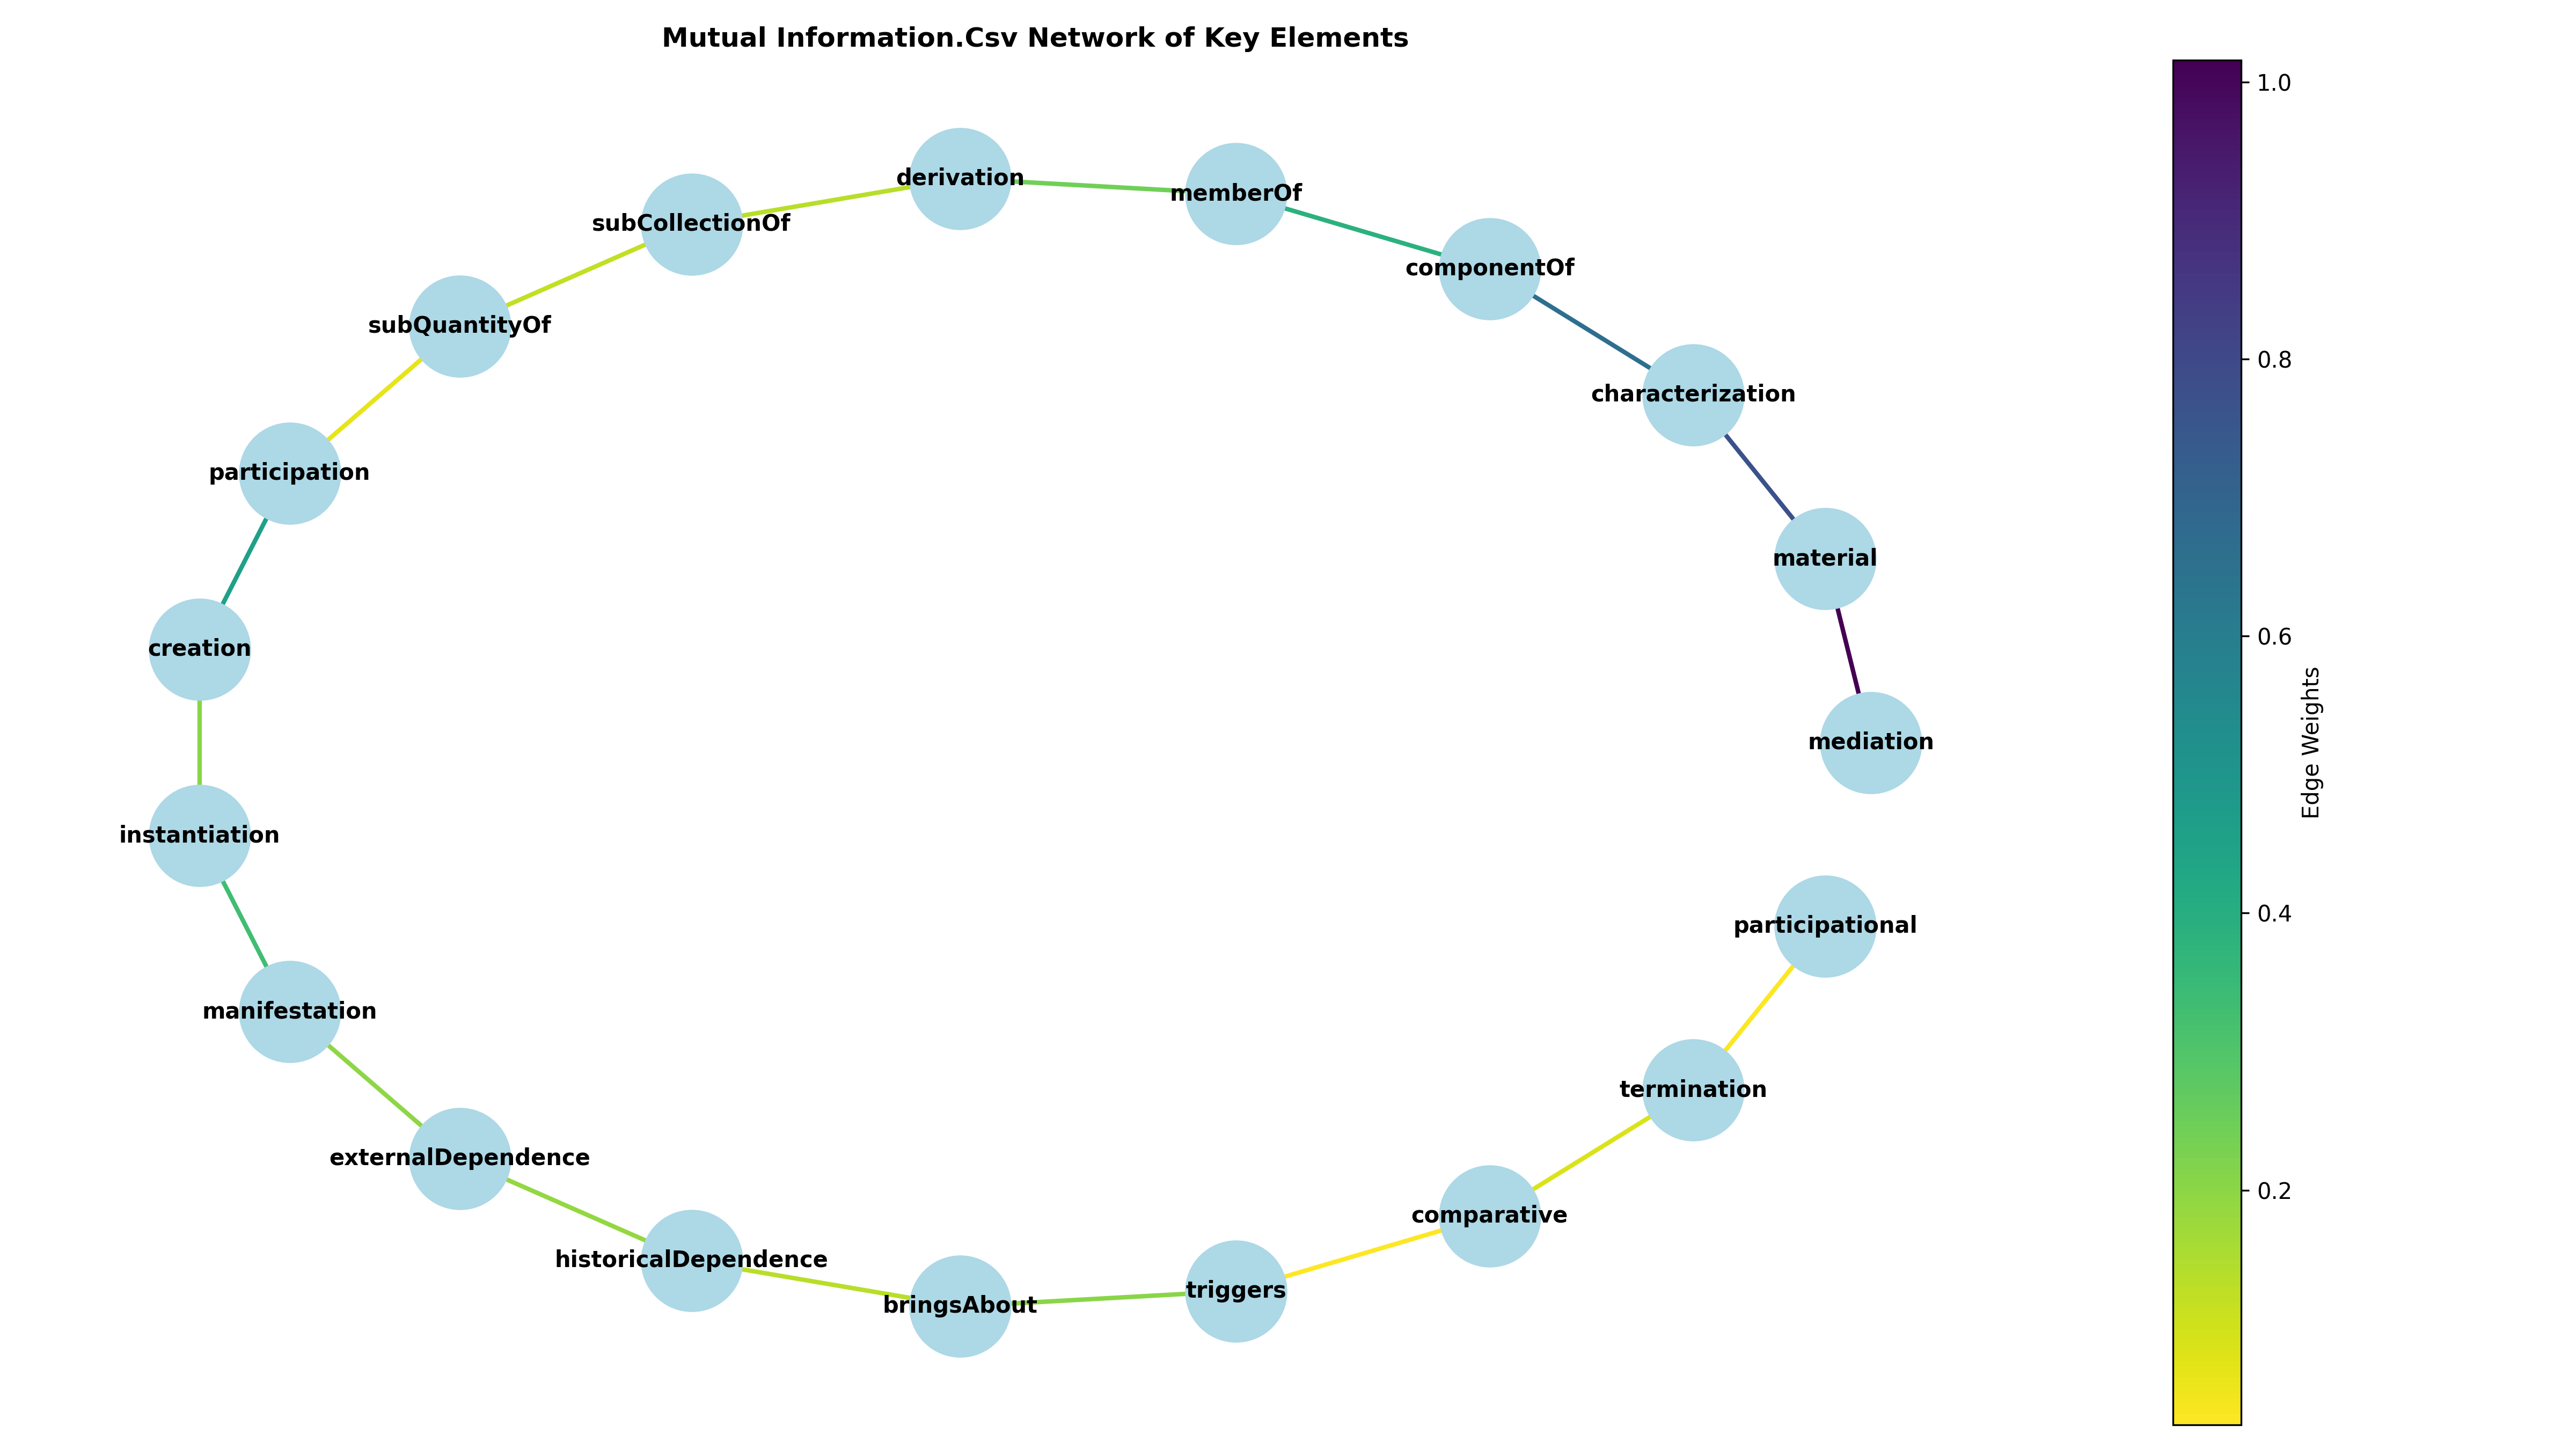 Mutual Information.Csv Network of Key Elements
derivation
memberOf
subCollectionOf
componentOf
subQuantityOf
characterization
participation
material
creation
mediation
instantiation
participational
manifestation
termination
externalDependence
comparative
historicalDependence
triggers
bringsAbout
1.0
0.8
0.6
0.4
0.2
Edge Weights